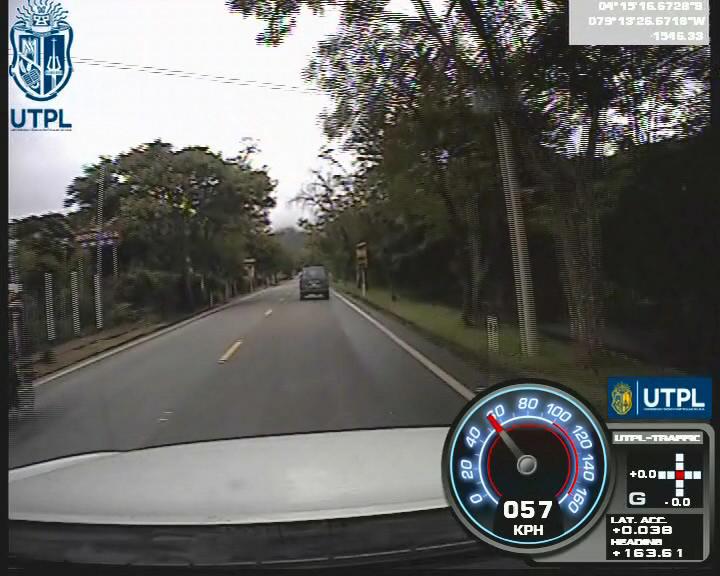 UTPL
04°15'16.6728"S
079°13'26.6718"W
1546.33
UTPL
UTPL-TRAFFIC
0 20 40 60 80 100 120 140 160
057
KPH
+0.0
G
-0.0
LAT. ACC.
+0.038
HEADING
+163.61